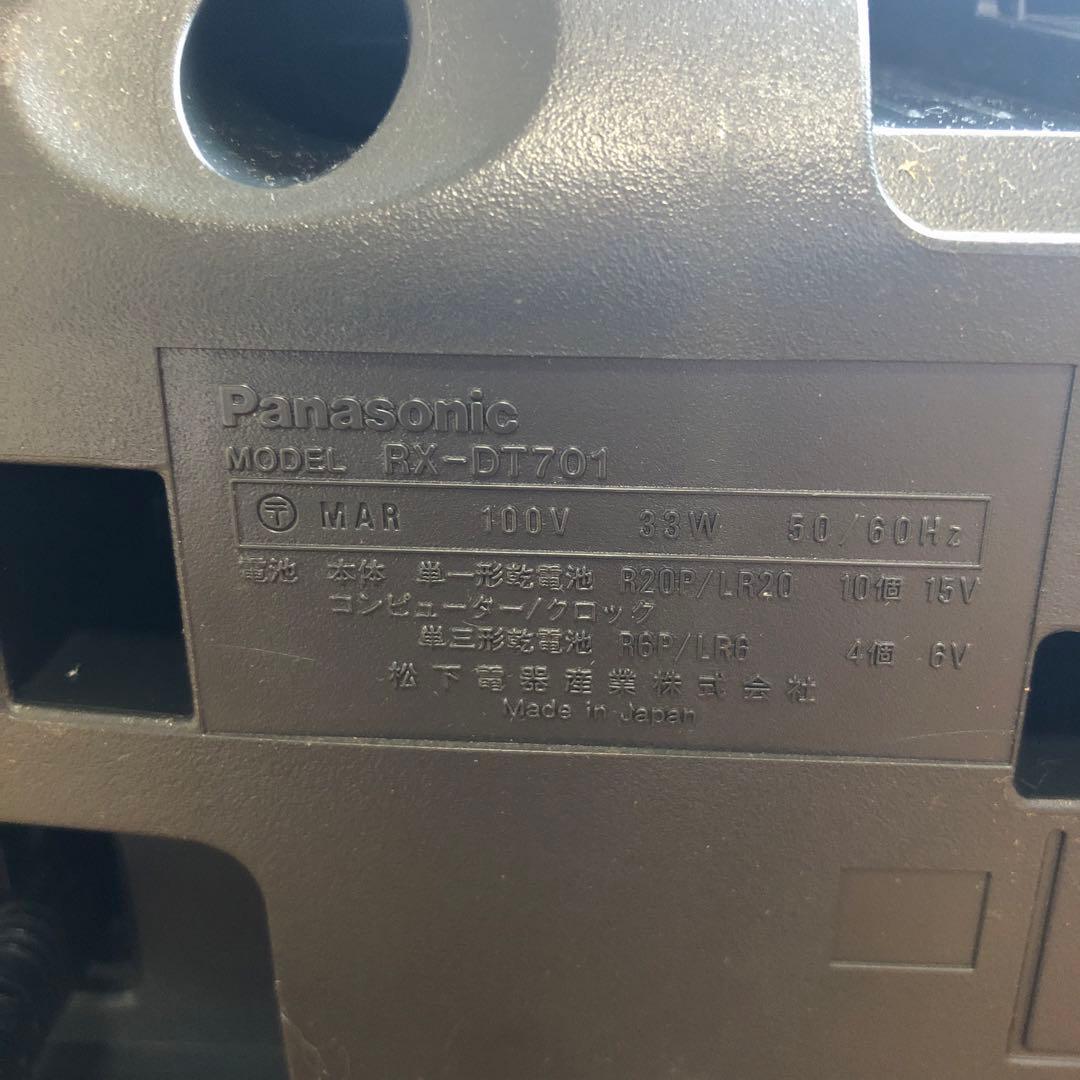 Panasonic
MODEL RX-DT701
〒 MAR 100V 33W 50/60Hz
電池 本体 単一形乾電池 R20P/LR20 10個 15V
コンピューター/クロック
単三形乾電池 R6P/LR6 4個 6V
松下電器産業株式会社
Made in Japan